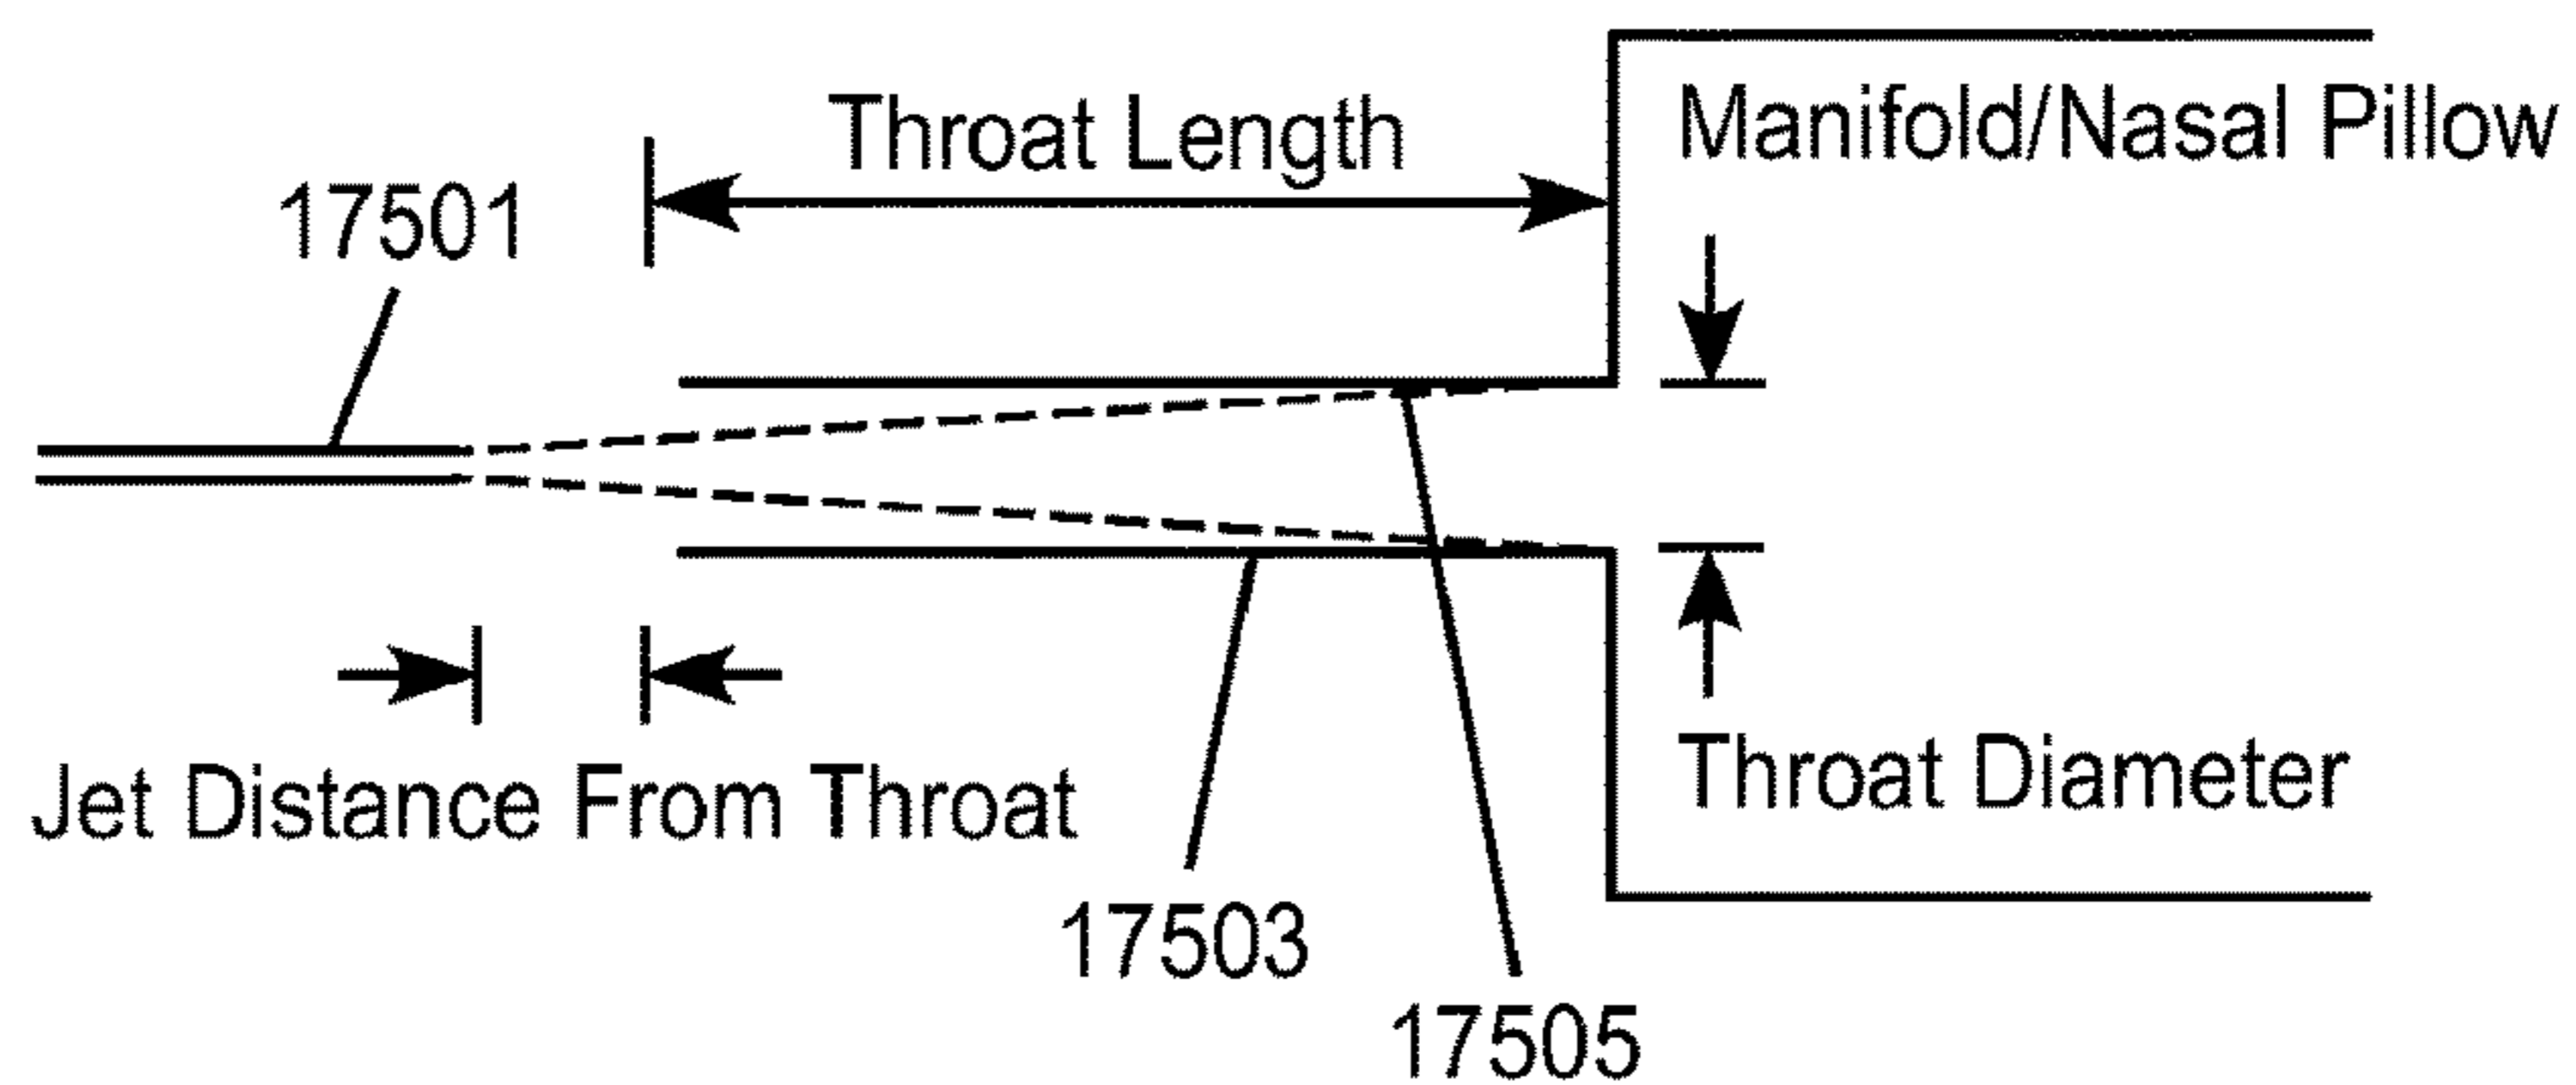 Throat Length
Manifold/Nasal Pillow
17501
Jet Distance From Throat
Throat Diameter
17503
17505